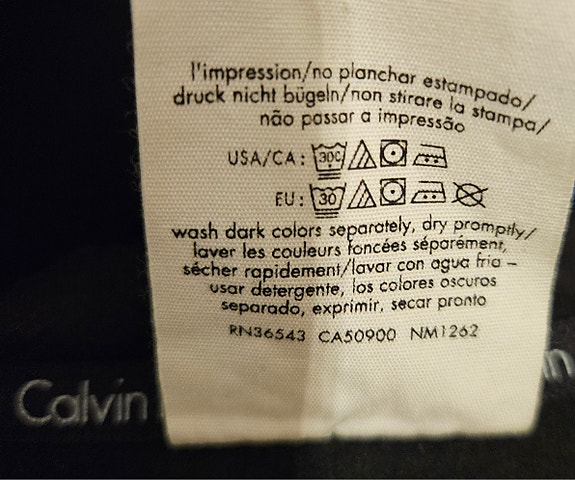 l'impression/no planchar estampado/
druck nicht bügeln/non stirare la stampa/
não passar a impressão
USA/CA: 30C
EU: 30
wash dark colors separately, dry promptly/
laver les couleurs foncées séparément,
sécher rapidement/lavar con agua fria –
usar detergente, los colores oscuros
separado, exprimir, secar pronto
RN36543 CA50900 NM1262
Calvin